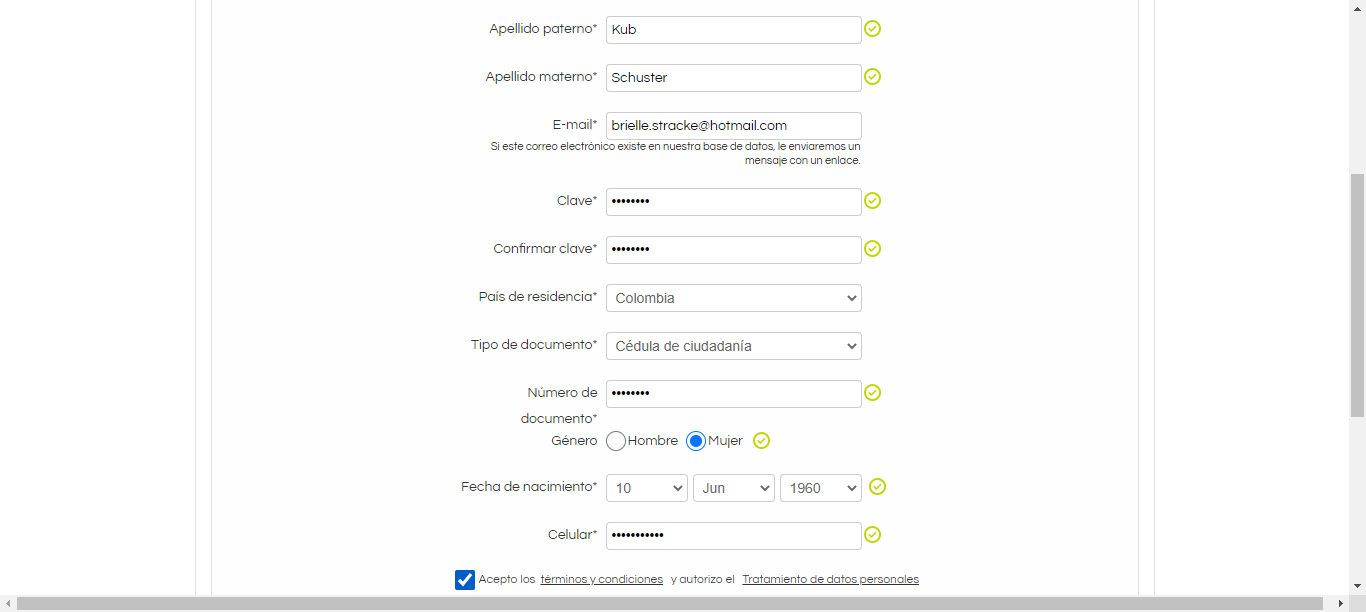 Apellido paterno* Kub
Apellido materno* Schuster
E-mail* brielle.stracke@hotmail.com
Si este correo electrónico existe en nuestra base de datos, le enviaremos un
mensaje con un enlace.
Clave* ••••••••
Confirmar clave* ••••••••
País de residencia* Colombia
Tipo de documento* Cédula de ciudadanía
Número de ••••••••
documento*
Género Hombre Mujer
Fecha de nacimiento* 10 Jun 1960
Celular* •••••••••••
Acepto los términos y condiciones y autorizo el Tratamiento de datos personales